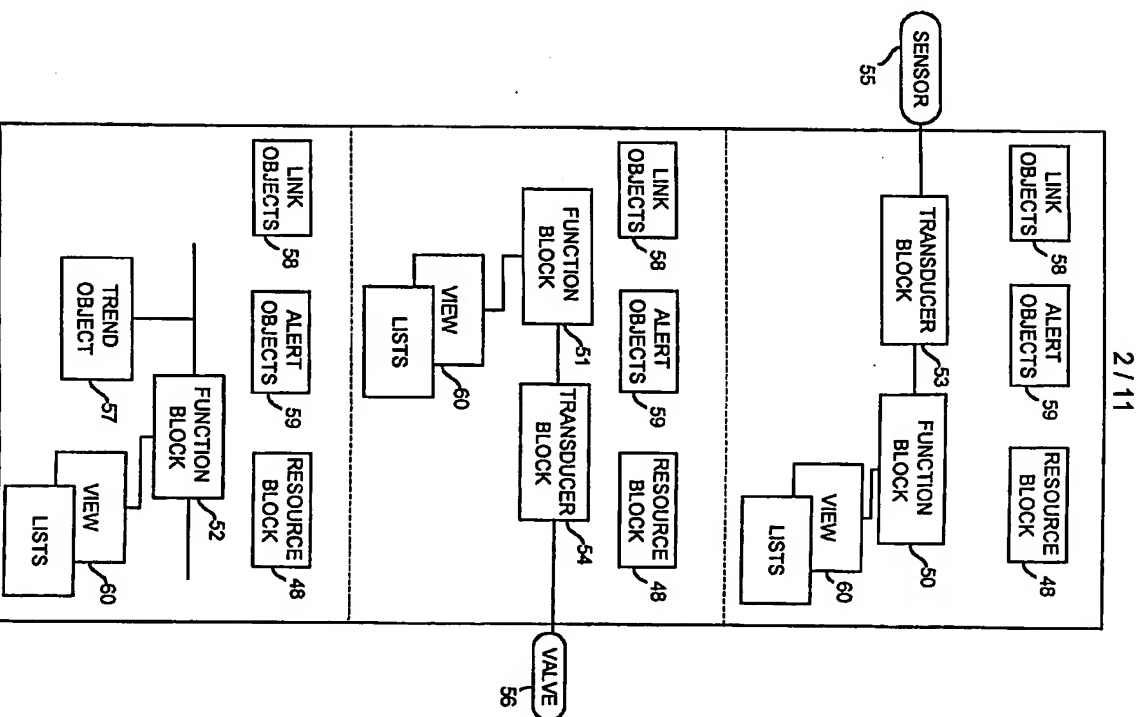 2 / 11
LINK
OBJECTS
58
ALERT
OBJECTS
59
RESOURCE
BLOCK
48
SENSOR
55
TRANSDUCER
BLOCK
53
FUNCTION
BLOCK
50
VIEW
LISTS
60
LINK
OBJECTS
58
ALERT
OBJECTS
59
RESOURCE
BLOCK
48
FUNCTION
BLOCK
51
TRANSDUCER
BLOCK
54
VALVE
56
VIEW
LISTS
60
LINK
OBJECTS
58
ALERT
OBJECTS
59
RESOURCE
BLOCK
48
FUNCTION
BLOCK
52
TREND
OBJECT
57
VIEW
LISTS
60